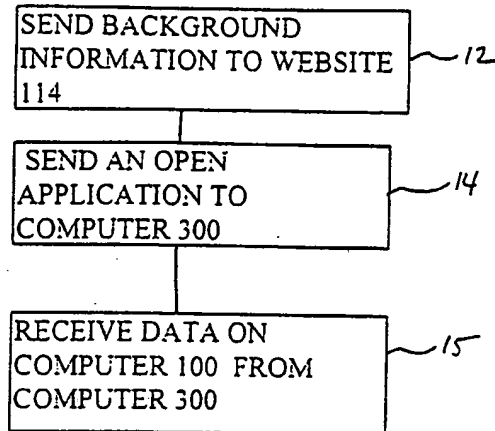 SEND BACKGROUND
INFORMATION TO WEBSITE
114
12
SEND AN OPEN
APPLICATION TO
COMPUTER 300
14
RECEIVE DATA ON
COMPUTER 100 FROM
COMPUTER 300
15